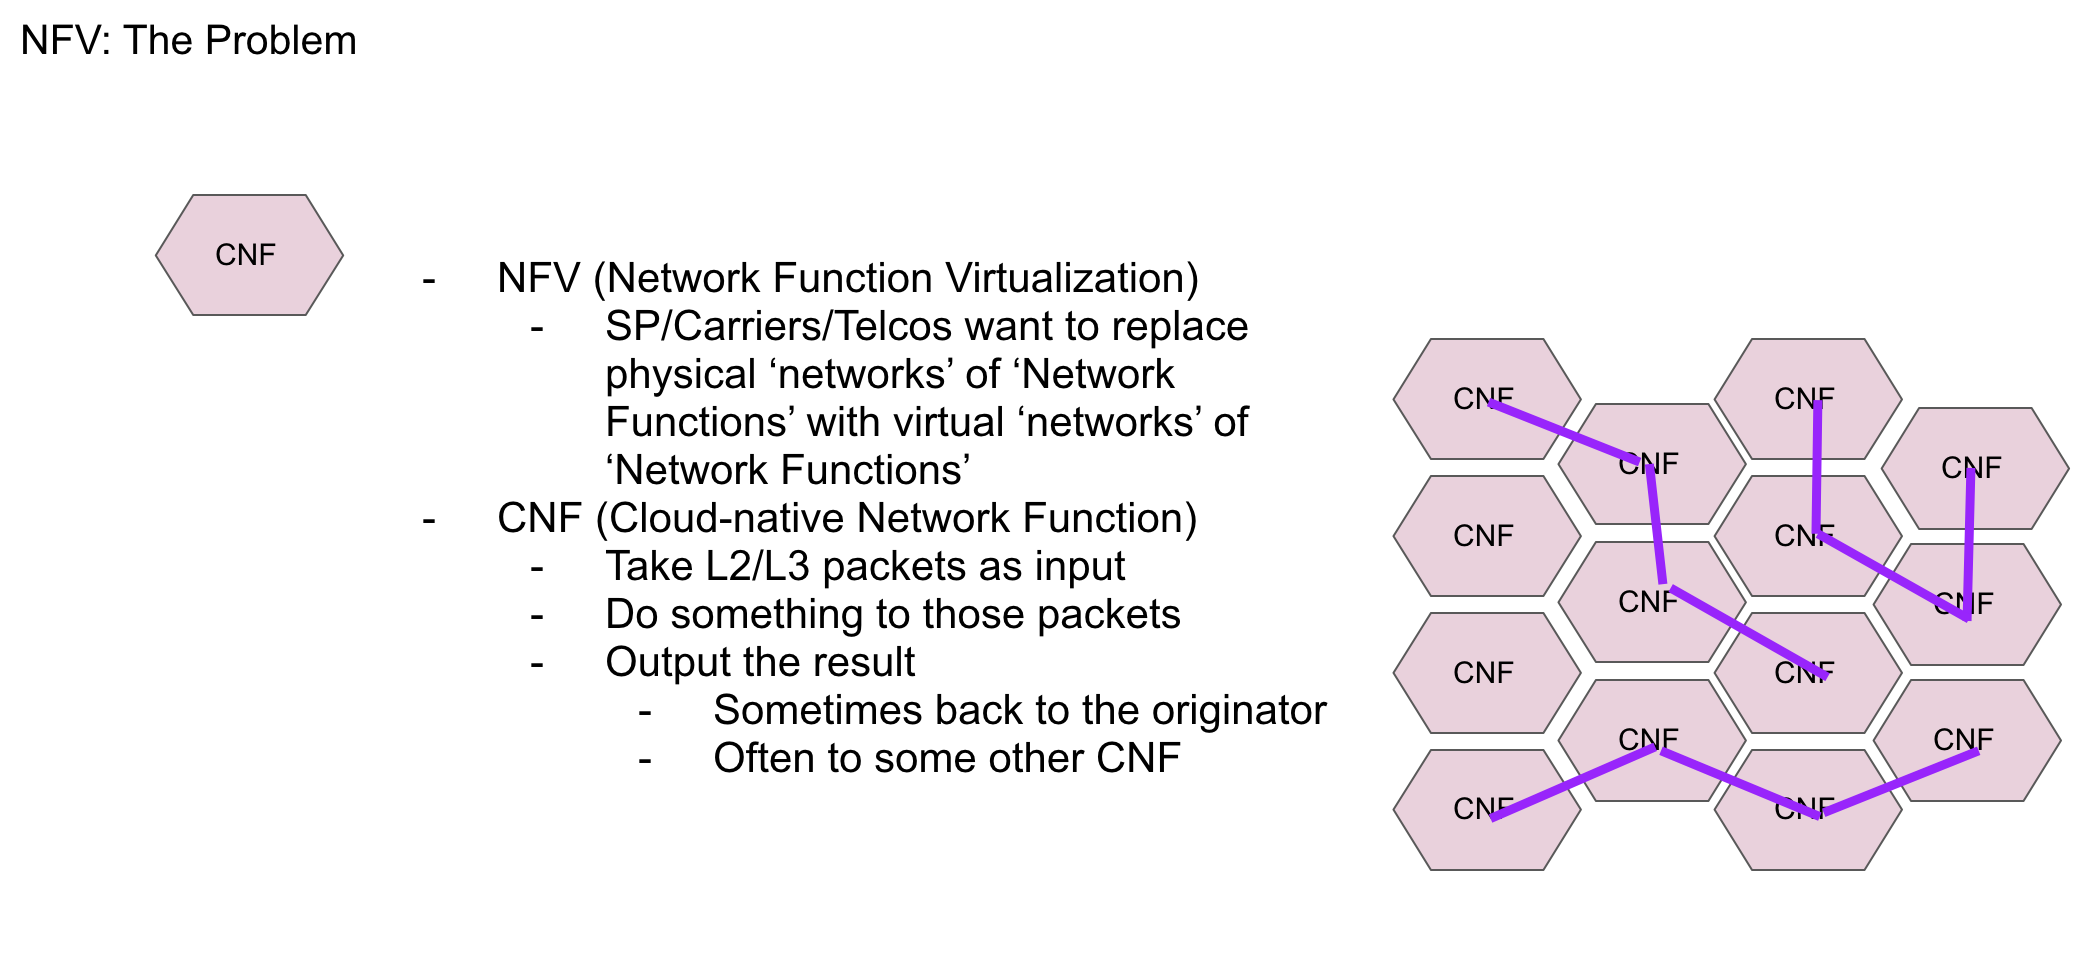 NFV: The Problem
CNF
- NFV (Network Function Virtualization)
- SP/Carriers/Telcos want to replace
physical ‘networks’ of ‘Network
Functions’ with virtual ‘networks’ of
‘Network Functions’
- CNF (Cloud-native Network Function)
- Take L2/L3 packets as input
- Do something to those packets
- Output the result
- Sometimes back to the originator
- Often to some other CNF
CNF
CNF
CNF
CNF
CNF
CNF
CNF
CNF
CNF
CNF
CNF
CNF
CNF
CNF